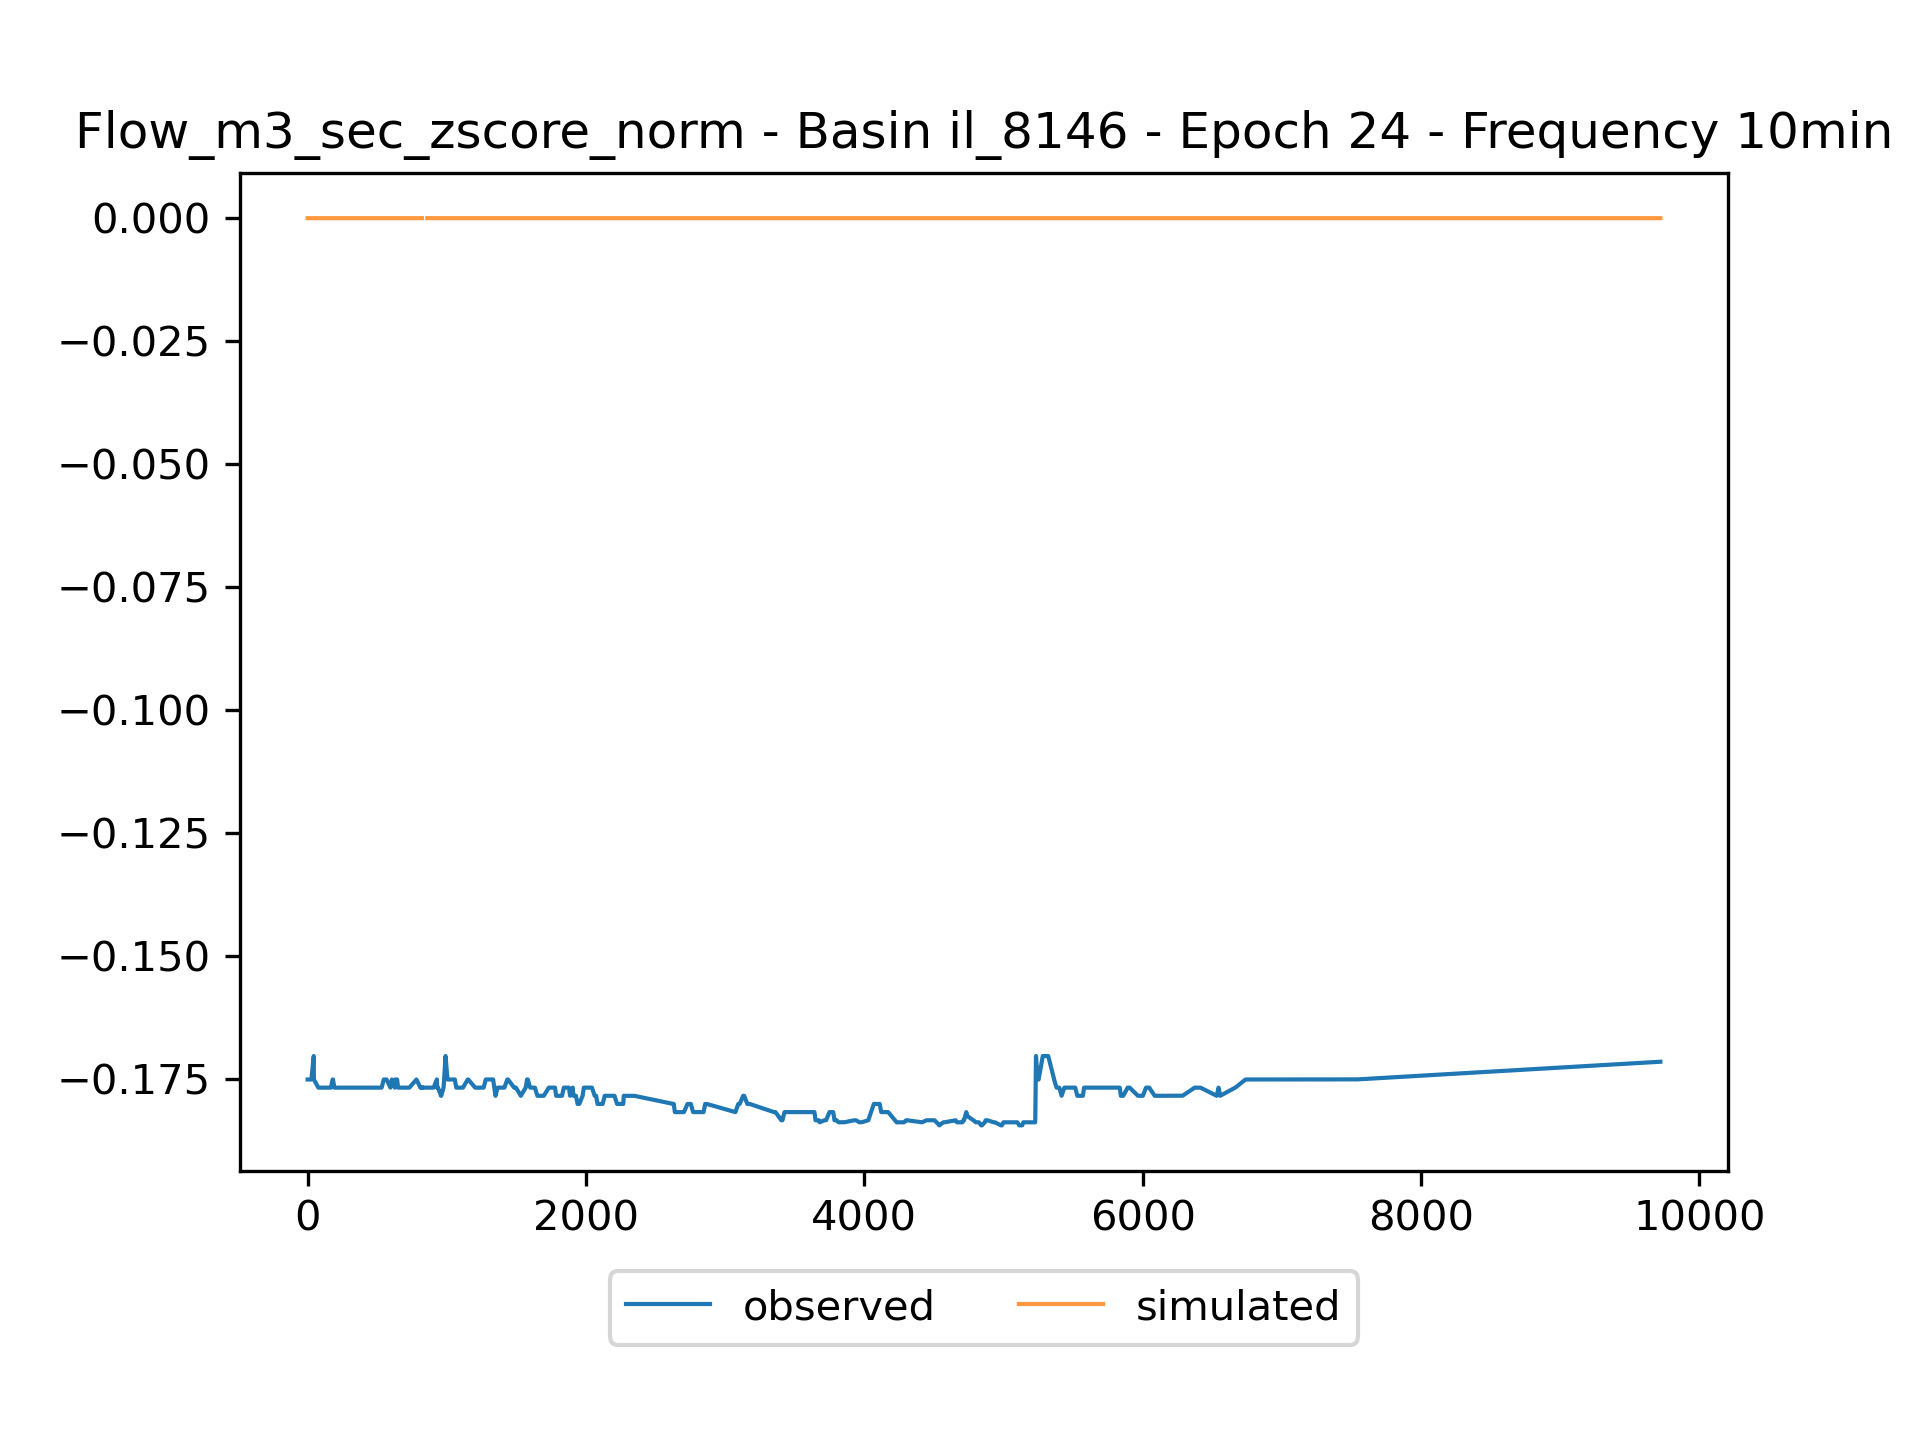 Flow_m3_sec_zscore_norm - Basin il_8146 - Epoch 24 - Frequency 10min
0.000
−0.025
−0.050
−0.075
−0.100
−0.125
−0.150
−0.175
0 2000 4000 6000 8000 10000
observed simulated